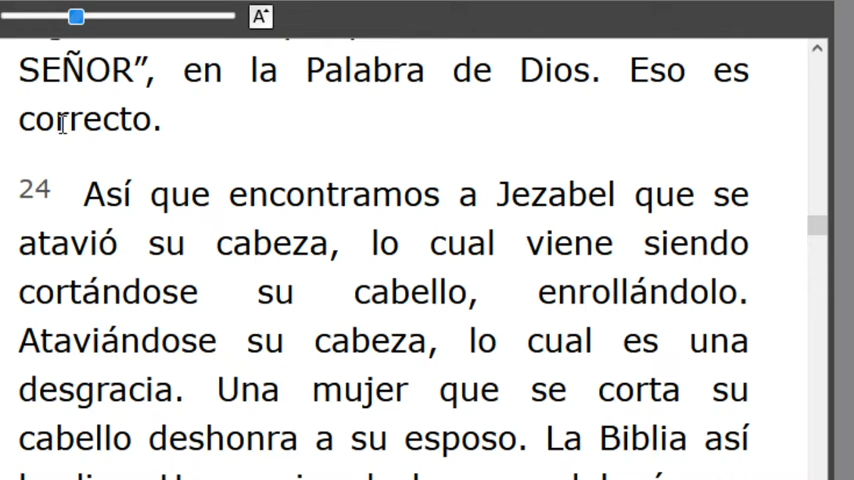 A
SEÑOR”, en la Palabra de Dios. Eso es
correcto.
24 Así que encontramos a Jezabel que se
atavió su cabeza, lo cual viene siendo
cortándose su cabello, enrollándolo.
Ataviándose su cabeza, lo cual es una
desgracia. Una mujer que se corta su
cabello deshonra a su esposo. La Biblia así